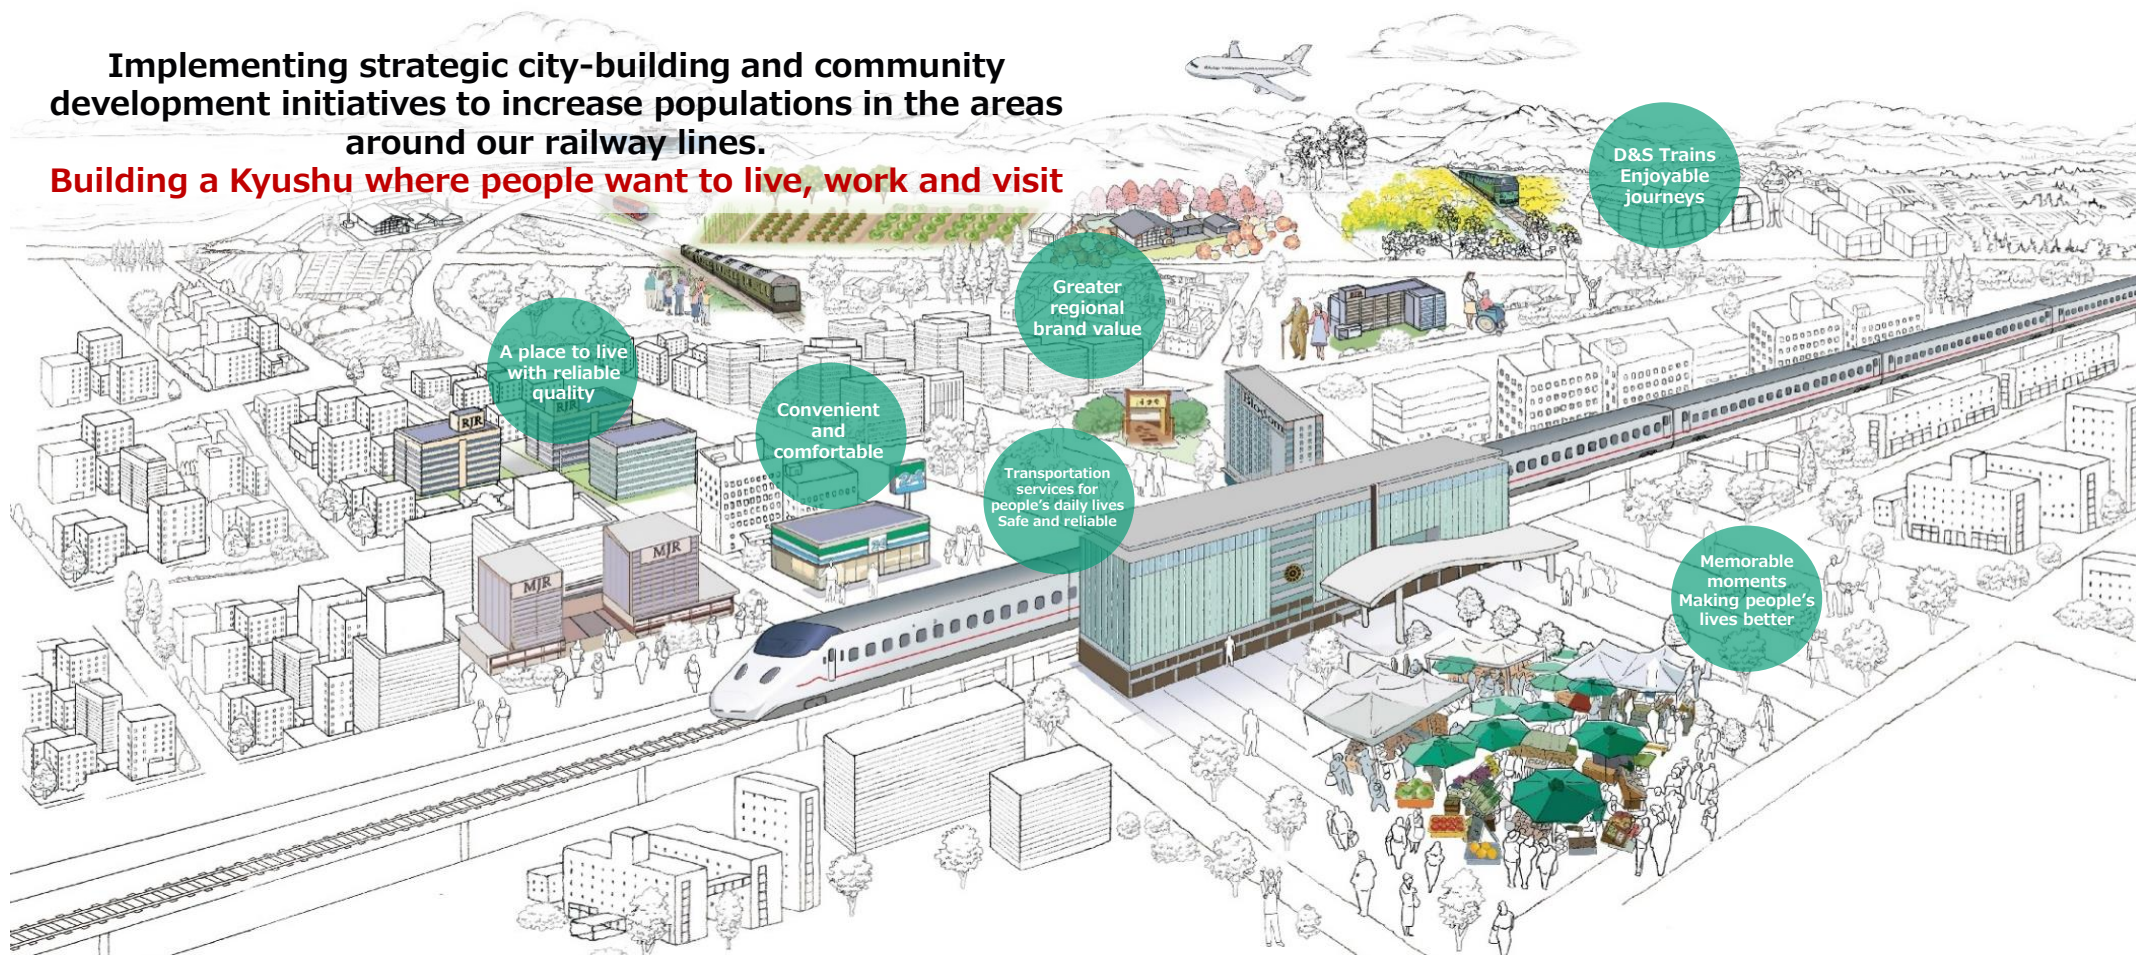 Implementing strategic city-building and community
development initiatives to increase populations in the areas
around our railway lines.
Building a Kyushu where people want to live, work and visit
D&S Trains
Enjoyable
journeys
Greater
regional
brand value
A place to live
with reliable
quality
Convenient
and
comfortable
Transportation
services for
people's daily lives
Safe and reliable
Memorable
moments
Making people's
lives better
RJR
RJR
Blossom
MJR
MJR